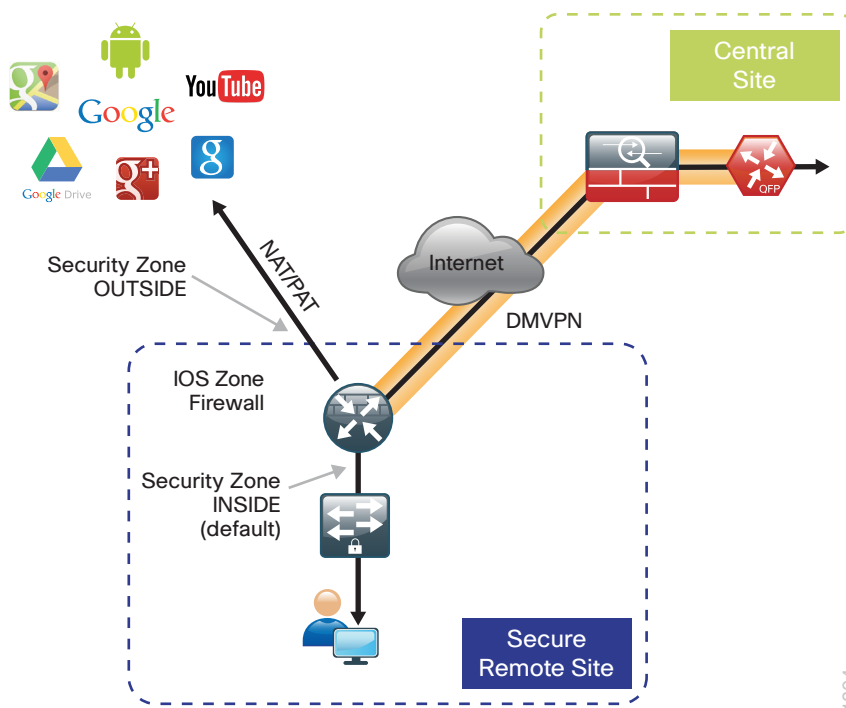 Central
Site
YouTube
Google
Google Drive
g+
g
QFP
Security Zone
OUTSIDE
NAT/PAT
Internet
DMVPN
IOS Zone
Firewall
Security Zone
INSIDE
(default)
Secure
Remote Site